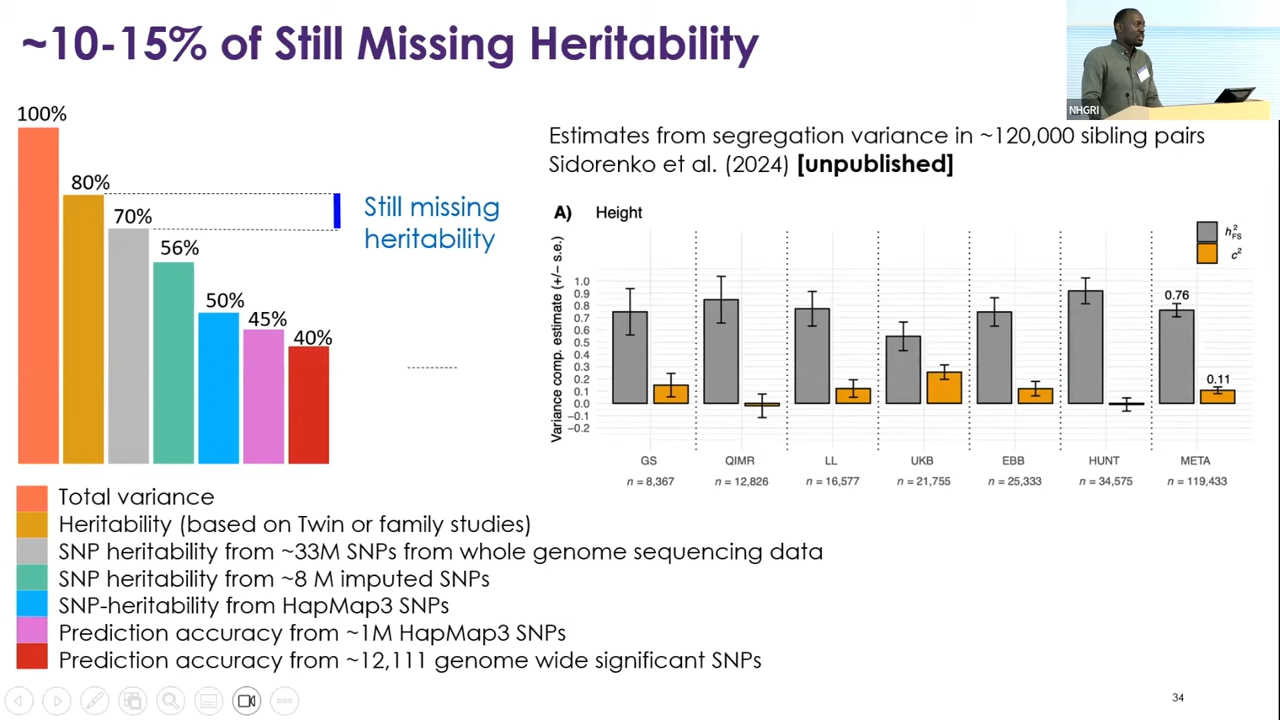 ~10-15% of Still Missing Heritability
NHGRI
100%
80%
70%
56%
50%
45%
40%
Still missing
heritability
Estimates from segregation variance in ~120,000 sibling pairs
Sidorenko et al. (2024) [unpublished]
A) Height
h²FS
c²
Variance comp. estimate (+/− s.e.)
1.0
0.9
0.8
0.7
0.6
0.5
0.4
0.3
0.2
0.1
0.0
−0.1
−0.2
0.76
0.11
GS QIMR LL UKB EBB HUNT META
n = 8,367 n = 12,826 n = 16,577 n = 21,755 n = 25,333 n = 34,575 n = 119,433
Total variance
Heritability (based on Twin or family studies)
SNP heritability from ~33M SNPs from whole genome sequencing data
SNP heritability from ~8 M imputed SNPs
SNP-heritability from HapMap3 SNPs
Prediction accuracy from ~1M HapMap3 SNPs
Prediction accuracy from ~12,111 genome wide significant SNPs
34